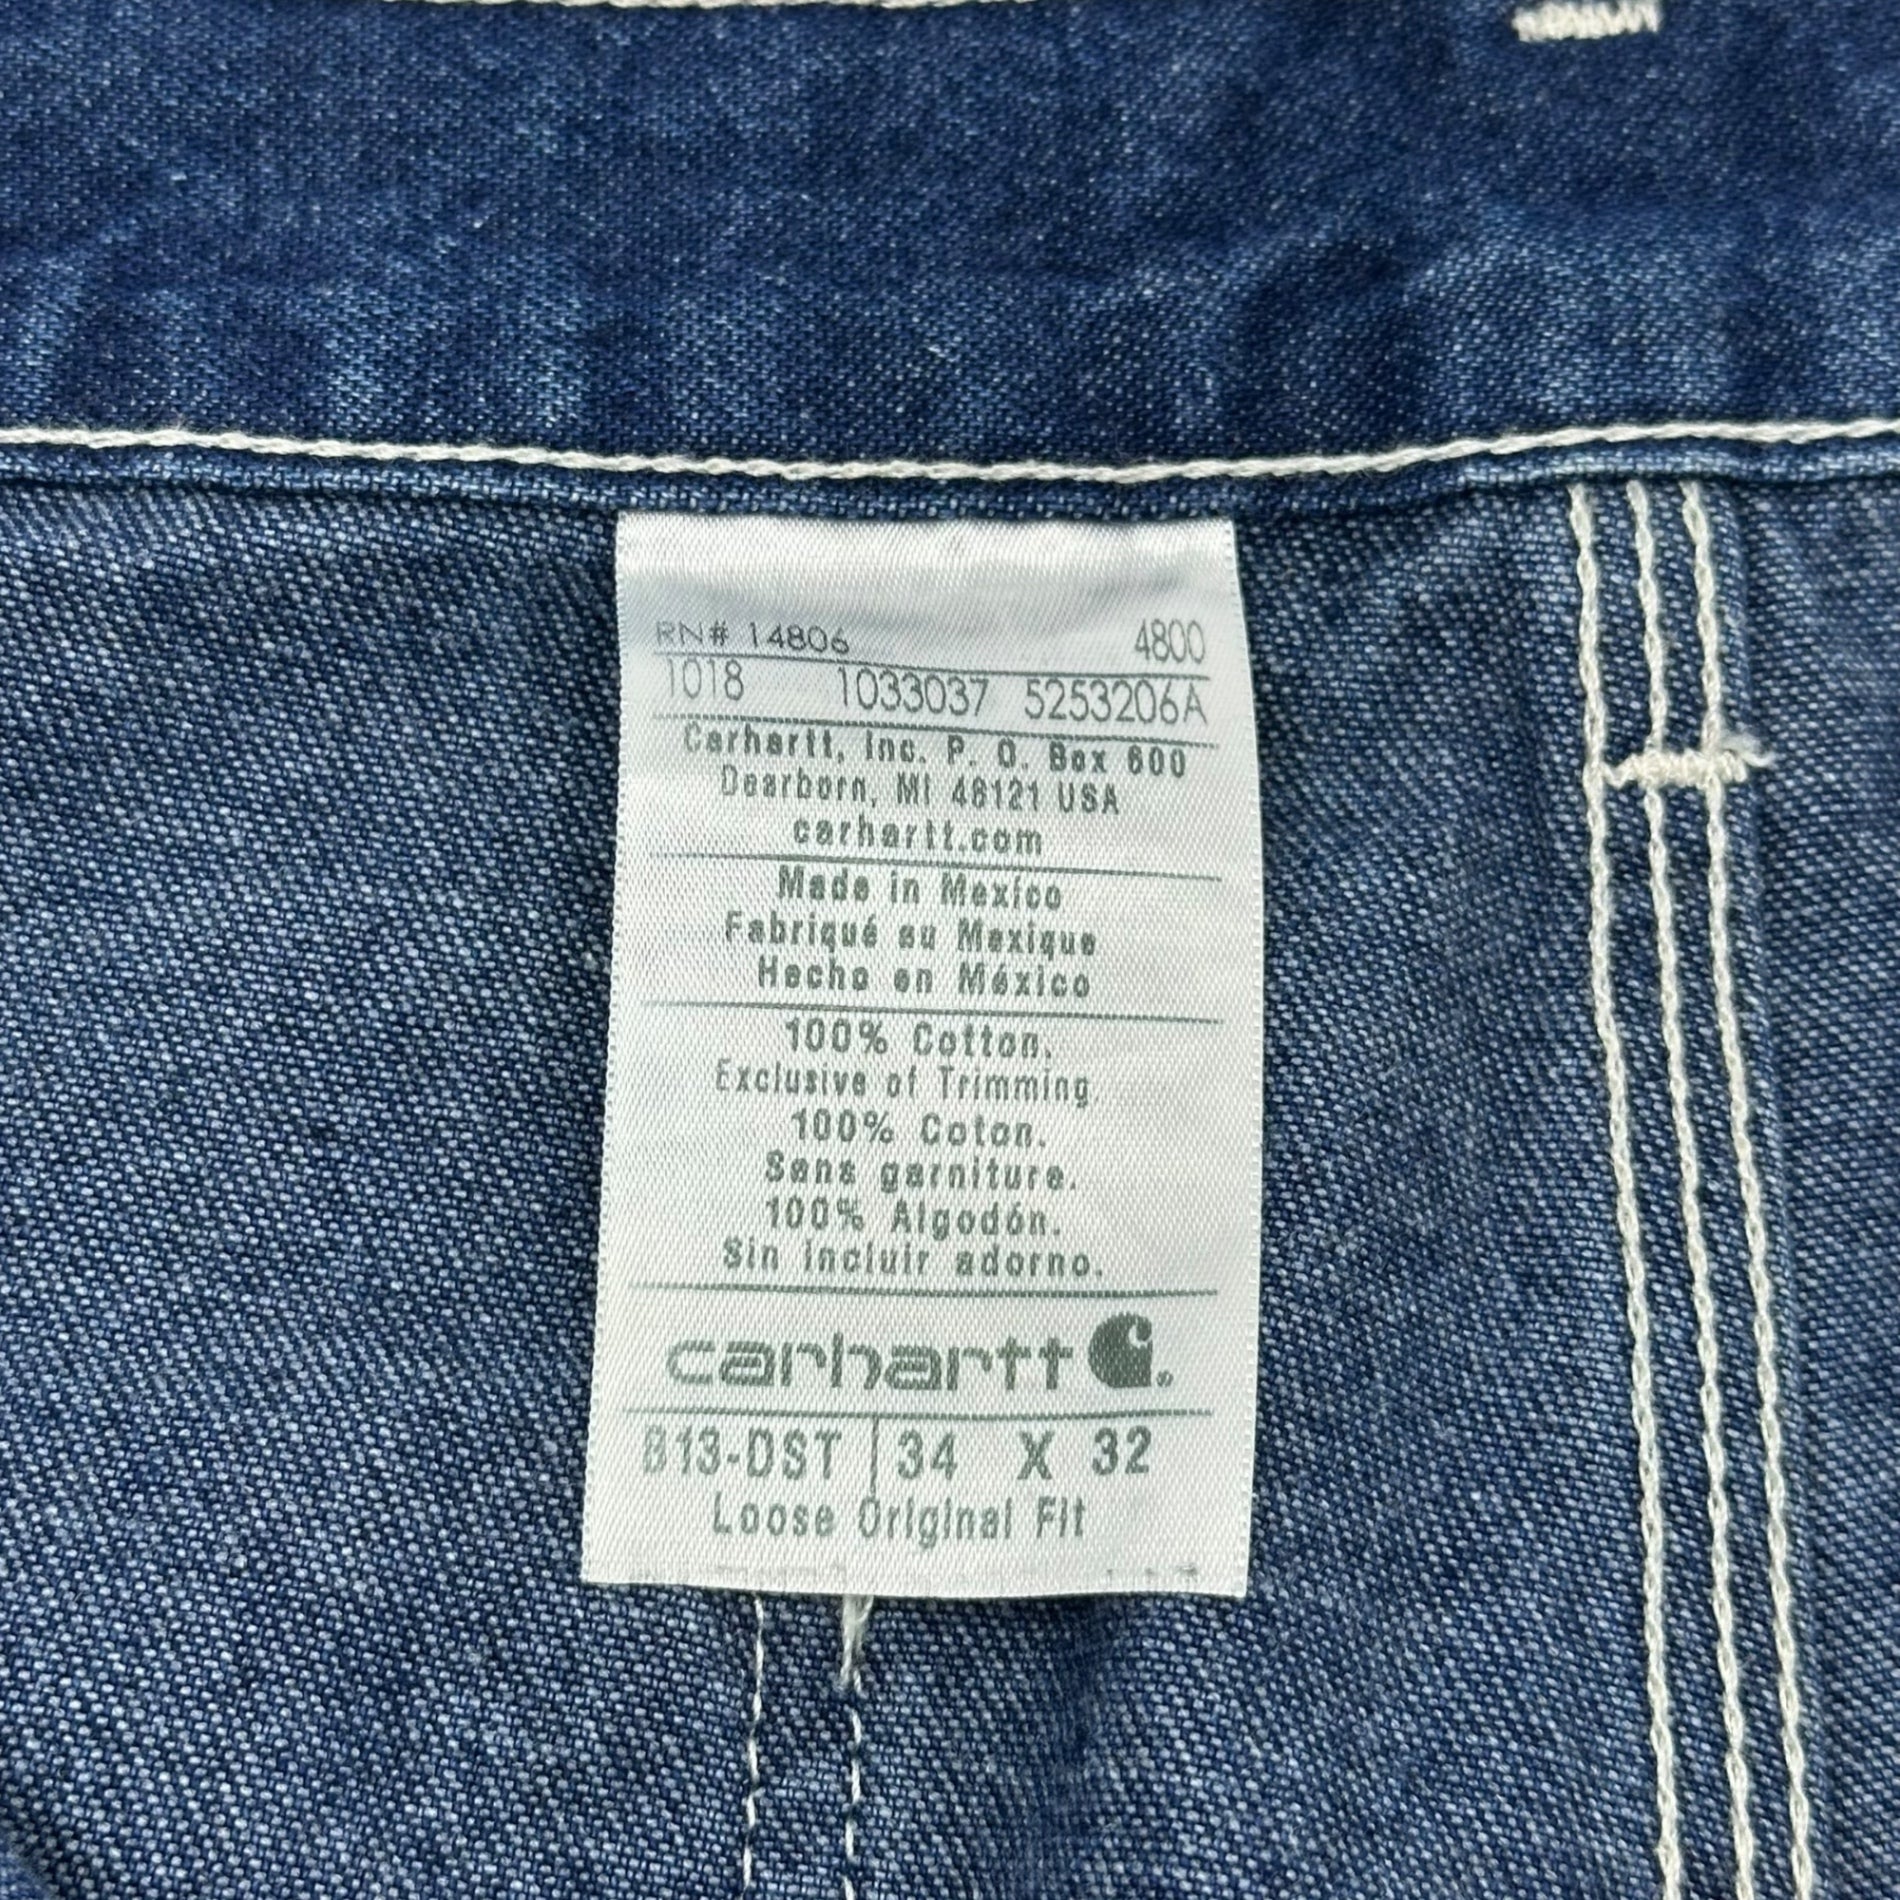 RN# 14806 4800
1018 1033037 5253206A
Carhartt, Inc. P. O. Box 600
Dearborn, MI 48121 USA
carhartt.com
Made in Mexico
Fabriqué au Mexique
Hecho en México
100% Cotton.
Exclusive of Trimming.
100% Coton.
Sans garniture.
100% Algodón.
Sin incluir adorno.
carhartt
B13-DST 34 X 32
Loose Original Fit